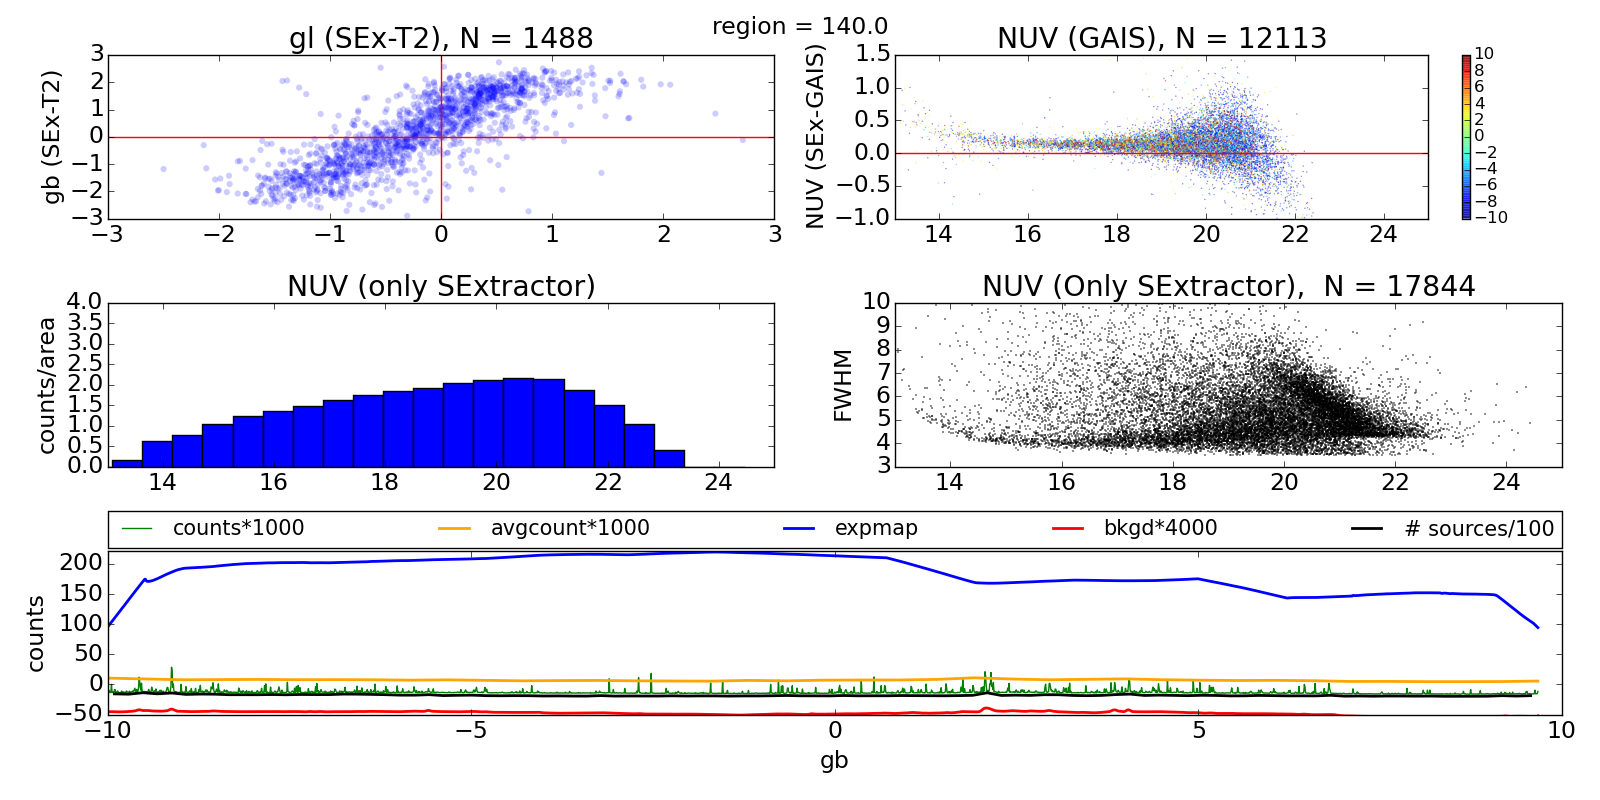 region = 140.0
gl (SEx-T2), N = 1488
gb (SEx-T2)
3
2
1
0
−1
−2
−3
−3 −2 −1 0 1 2 3
NUV (GAIS), N = 12113
NUV (SEx-GAIS)
1.5
1.0
0.5
0.0
−0.5
−1.0
14 16 18 20 22 24
10
8
6
4
2
0
−2
−4
−6
−8
−10
NUV (only SExtractor)
counts/area
4.0
3.5
3.0
2.5
2.0
1.5
1.0
0.5
0.0
14 16 18 20 22 24
NUV (Only SExtractor), N = 17844
FWHM
10
9
8
7
6
5
4
3
14 16 18 20 22 24
counts*1000 avgcount*1000 expmap bkgd*4000 # sources/100
counts
200
150
100
50
0
−50
−10 −5 0 5 10
gb